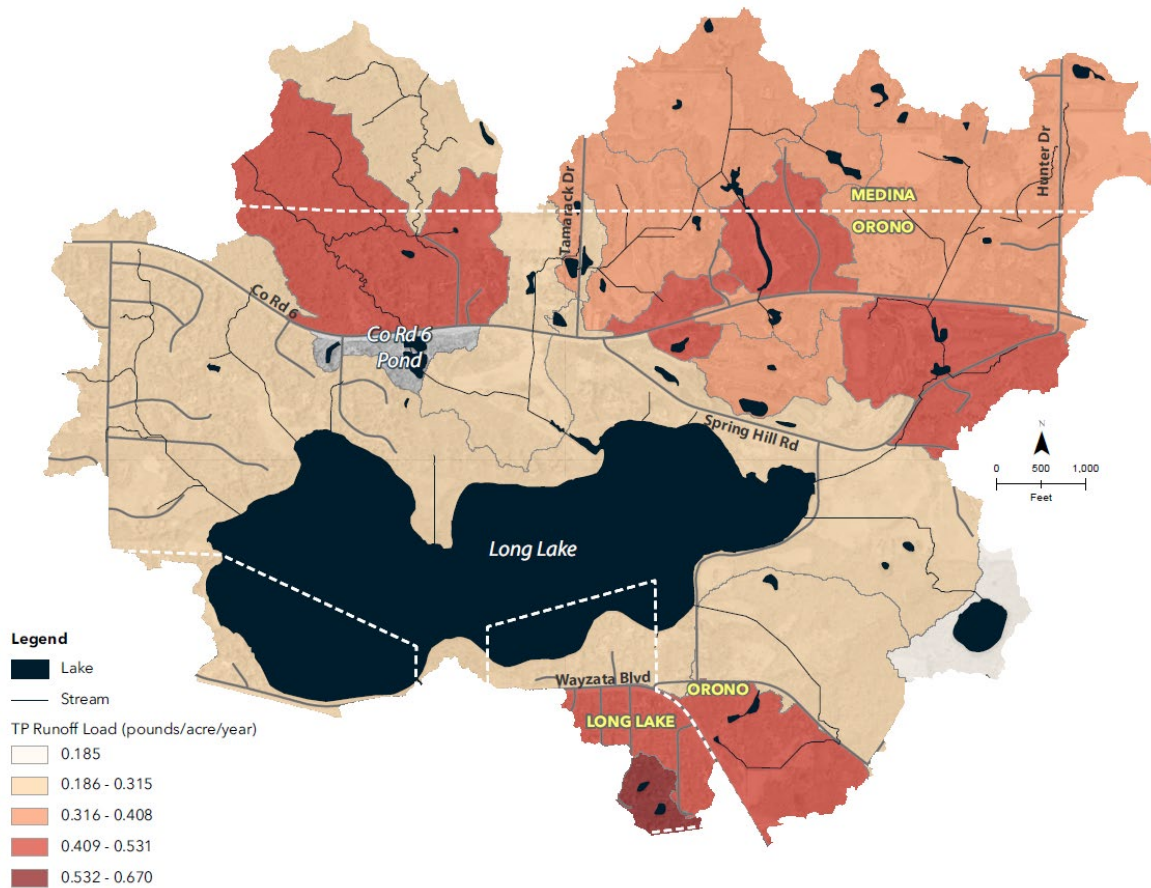 MEDINA
ORONO
Tamarack Dr
Hunter Dr
Co Rd 6
Co Rd 6
Pond
Spring Hill Rd
N
0 500 1,000
Feet
Long Lake
Wayzata Blvd
ORONO
LONG LAKE
Legend
Lake
Stream
TP Runoff Load (pounds/acre/year)
0.185
0.186 - 0.315
0.316 - 0.408
0.409 - 0.531
0.532 - 0.670